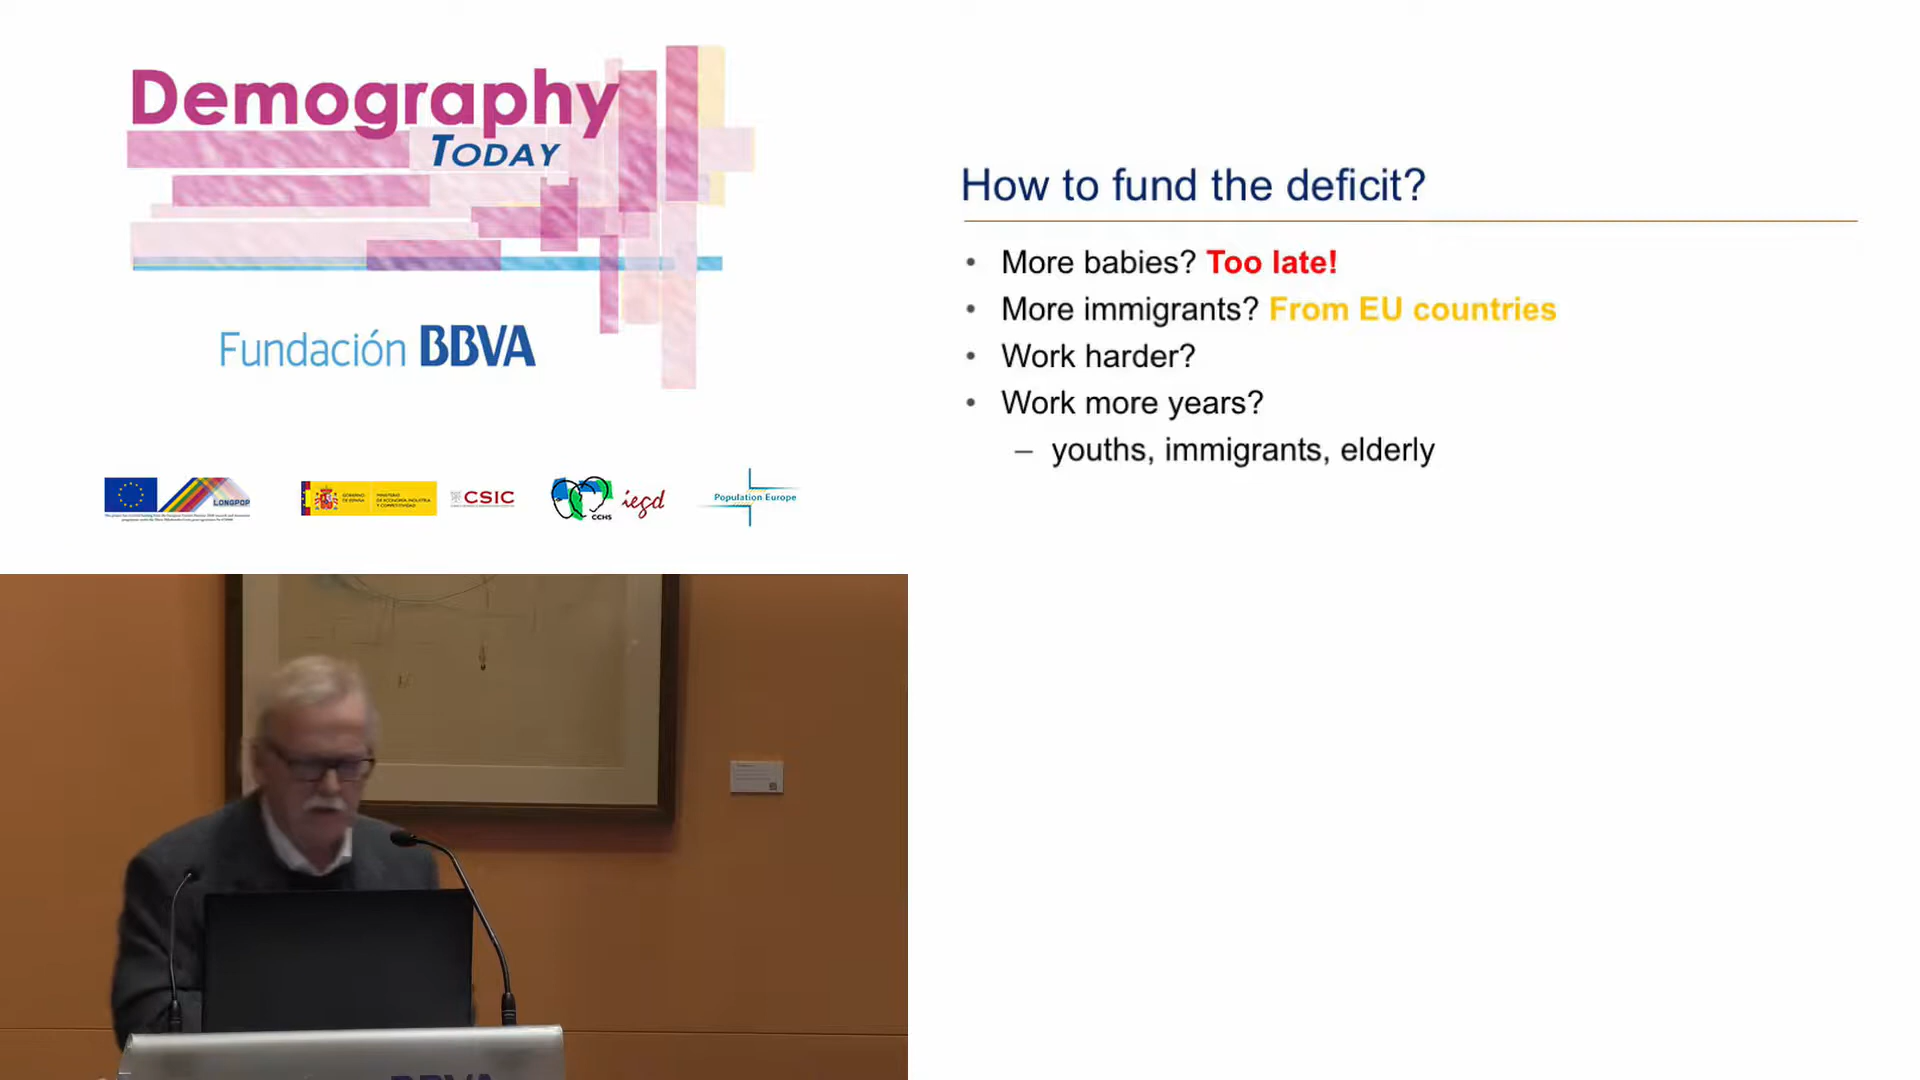 Demography
TODAY
Fundación BBVA
LONGPOP
CSIC
CCHS
iegd
Population Europe
How to fund the deficit?
• More babies? Too late!
• More immigrants? From EU countries
• Work harder?
• Work more years?
– youths, immigrants, elderly
BBVA